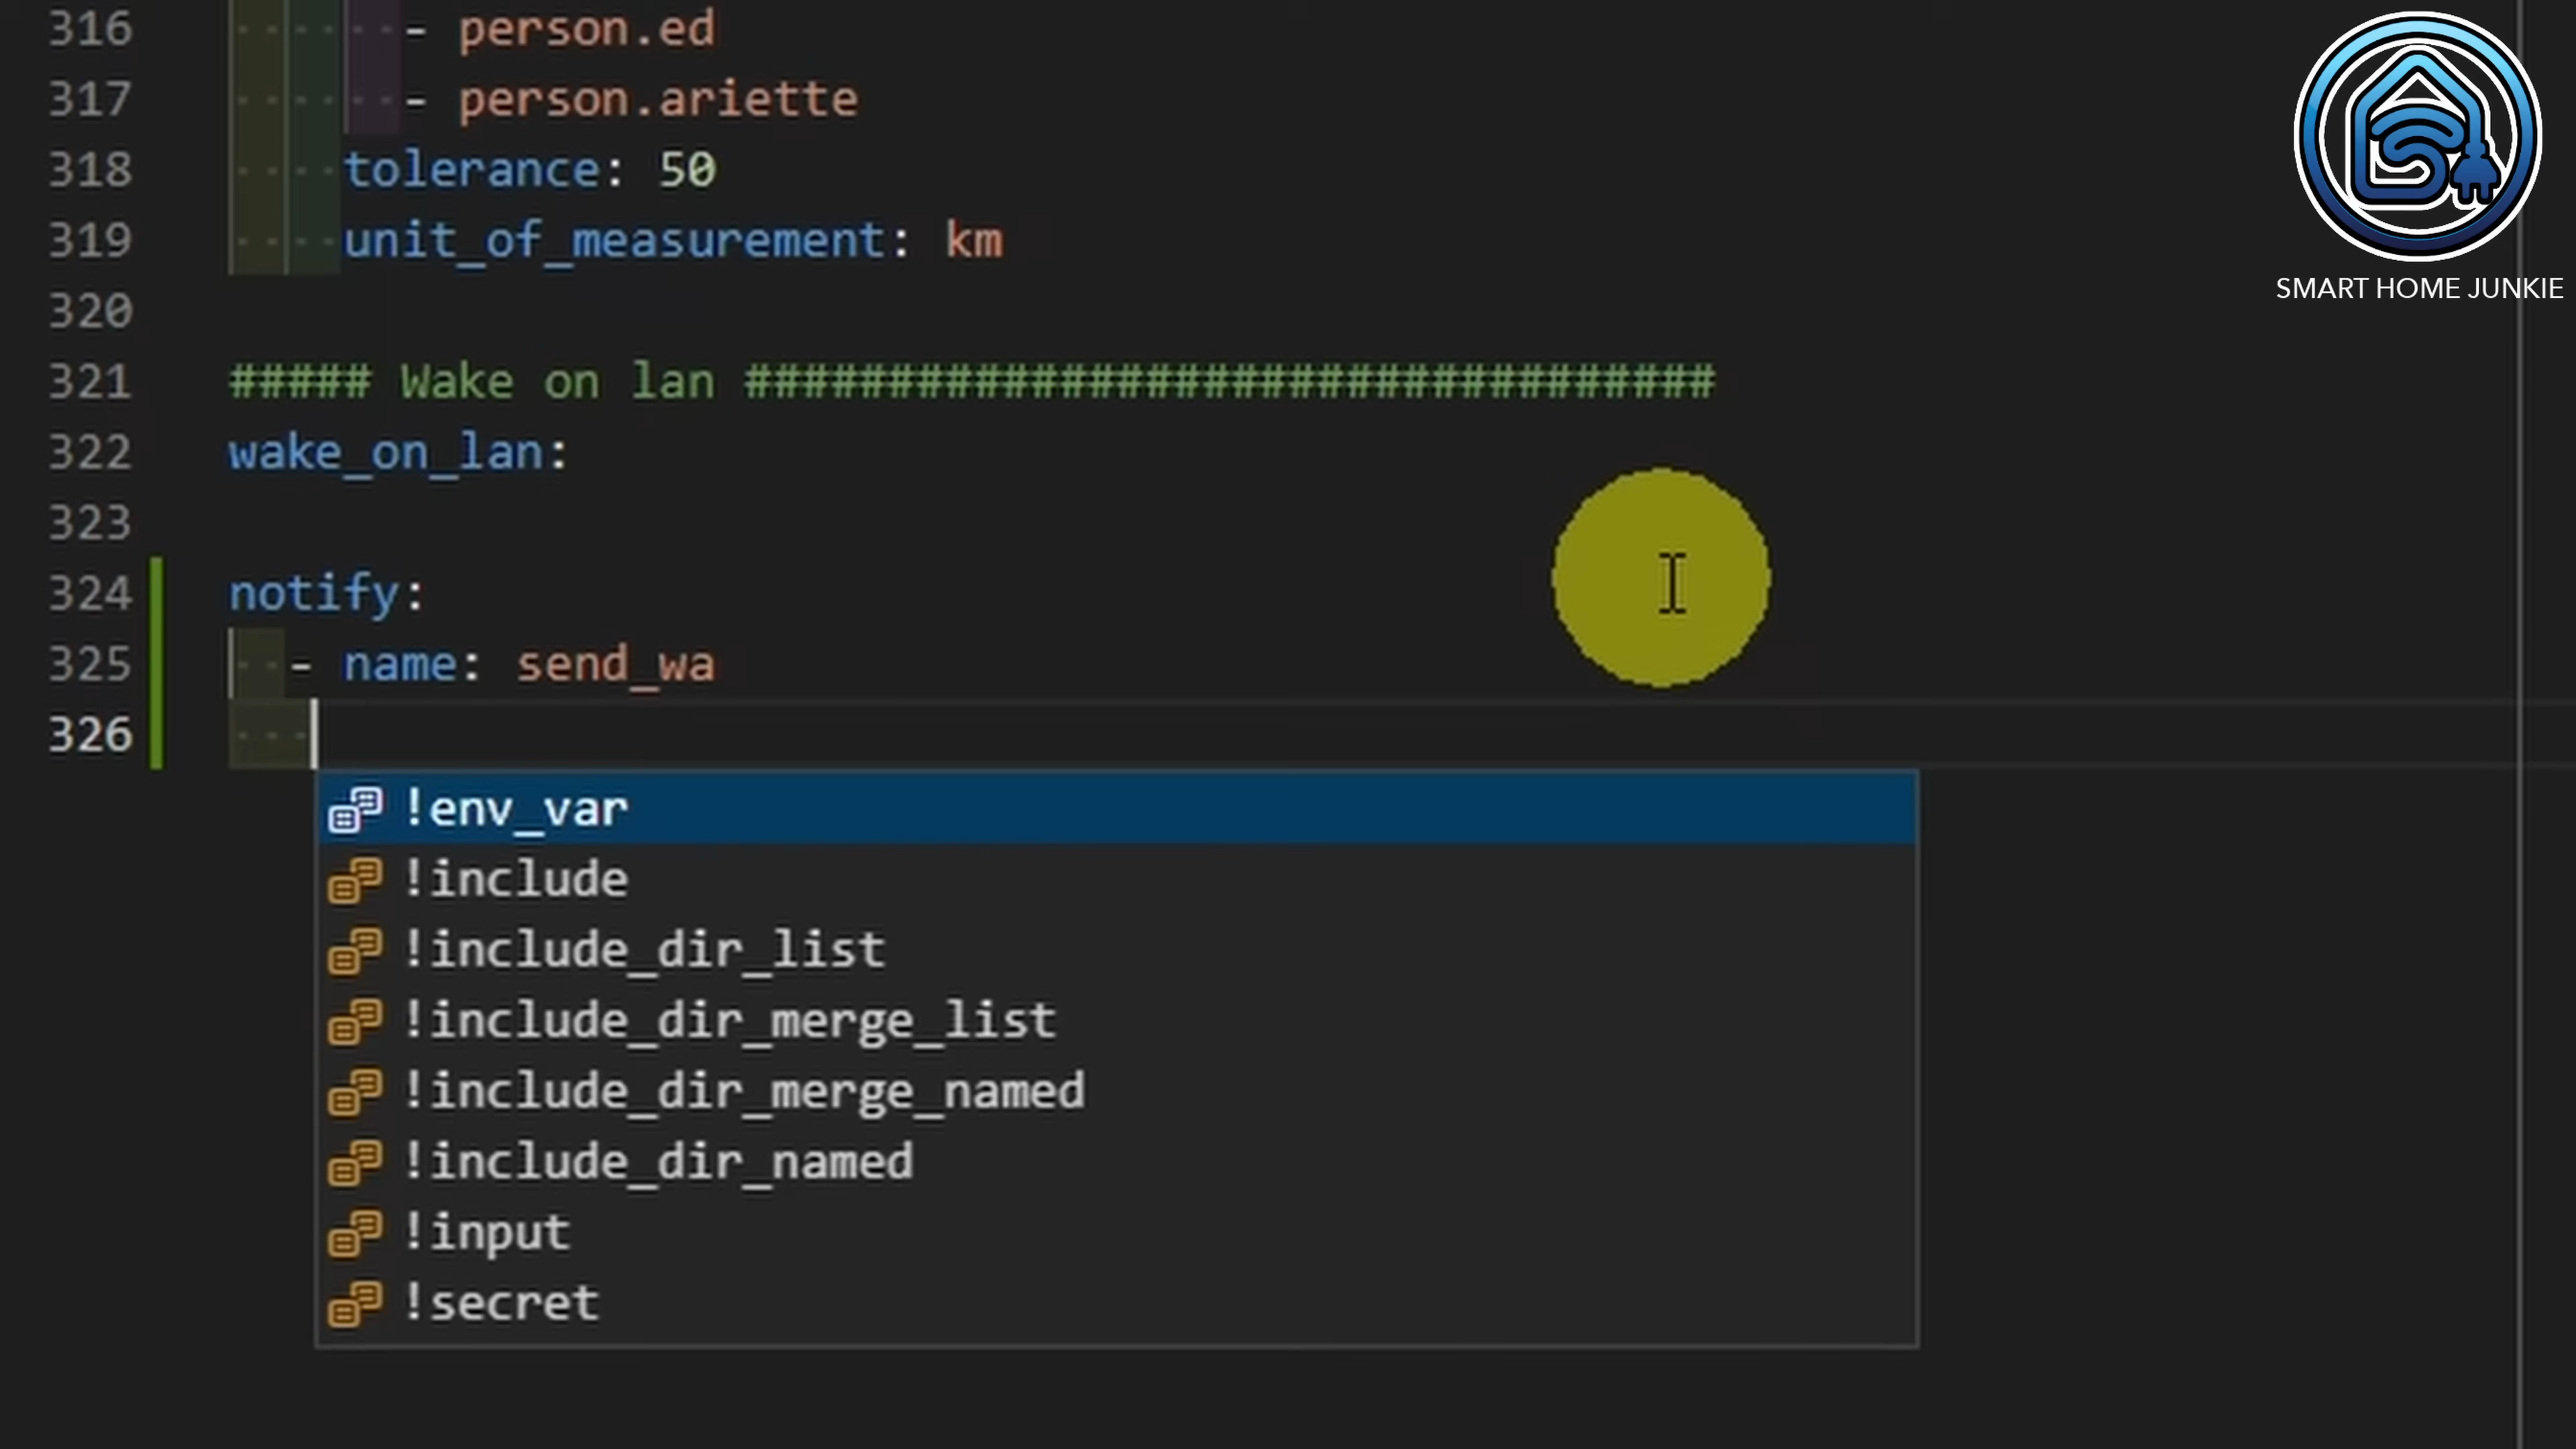 316 - person.ed
317 - person.ariette
318 tolerance: 50
319 unit_of_measurement: km
320
321 ##### Wake on lan ##################################
322 wake_on_lan:
323
324 notify:
325 - name: send_wa
326
!env_var
!include
!include_dir_list
!include_dir_merge_list
!include_dir_merge_named
!include_dir_named
!input
!secret
SMART HOME JUNKIE